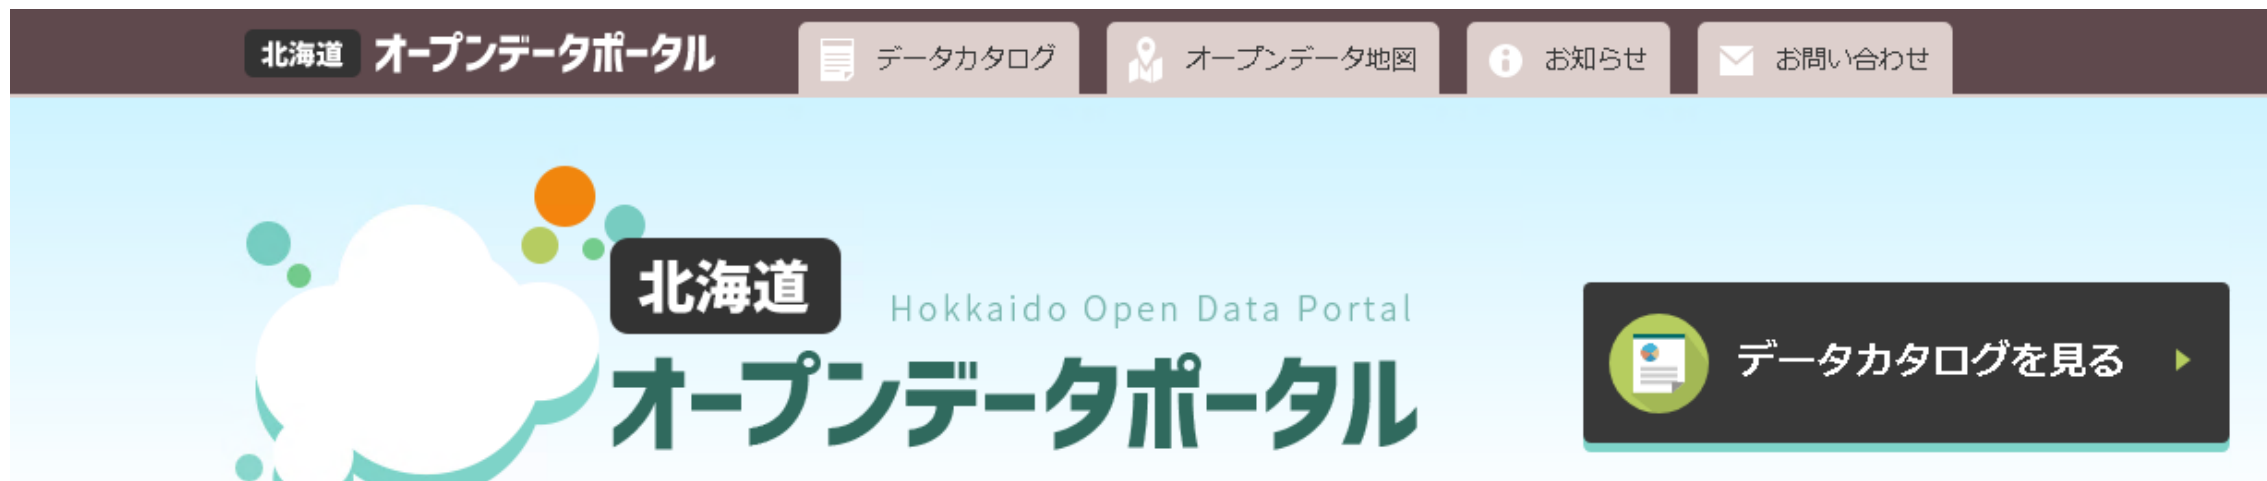 北海道 オープンデータポータル データカタログ オープンデータ地図 お知らせ お問い合わせ
北海道 Hokkaido Open Data Portal
オープンデータポータル
データカタログを見る